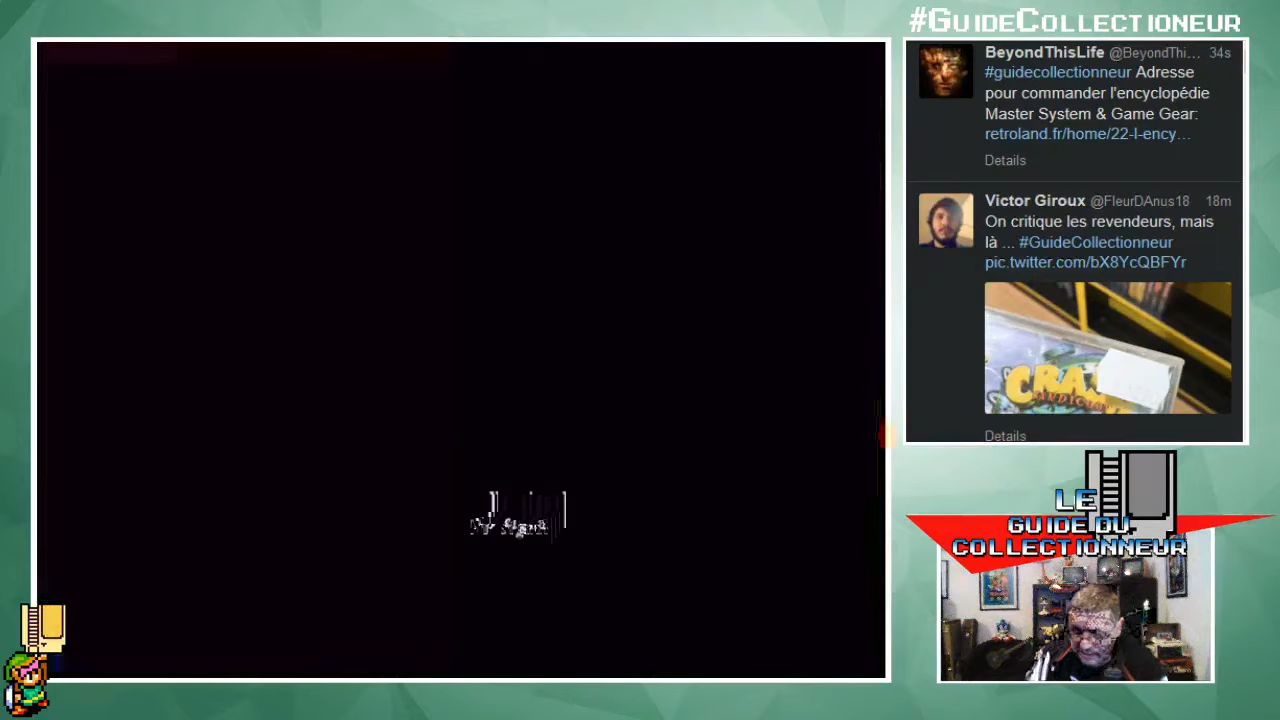 #GUIDECOLLECTIONEUR
BeyondThisLife @BeyondThi... 34s
#guidecollectionneur Adresse
pour commander l'encyclopédie
Master System & Game Gear:
retroland.fr/home/22-l-ency...
Details
Victor Giroux @FleurDAnus18 18m
On critique les revendeurs, mais
là ... #GuideCollectionneur
pic.twitter.com/bX8YcQBFYr
CRA
Details
LE
GUIDE DU
COLLECTIONNEUR